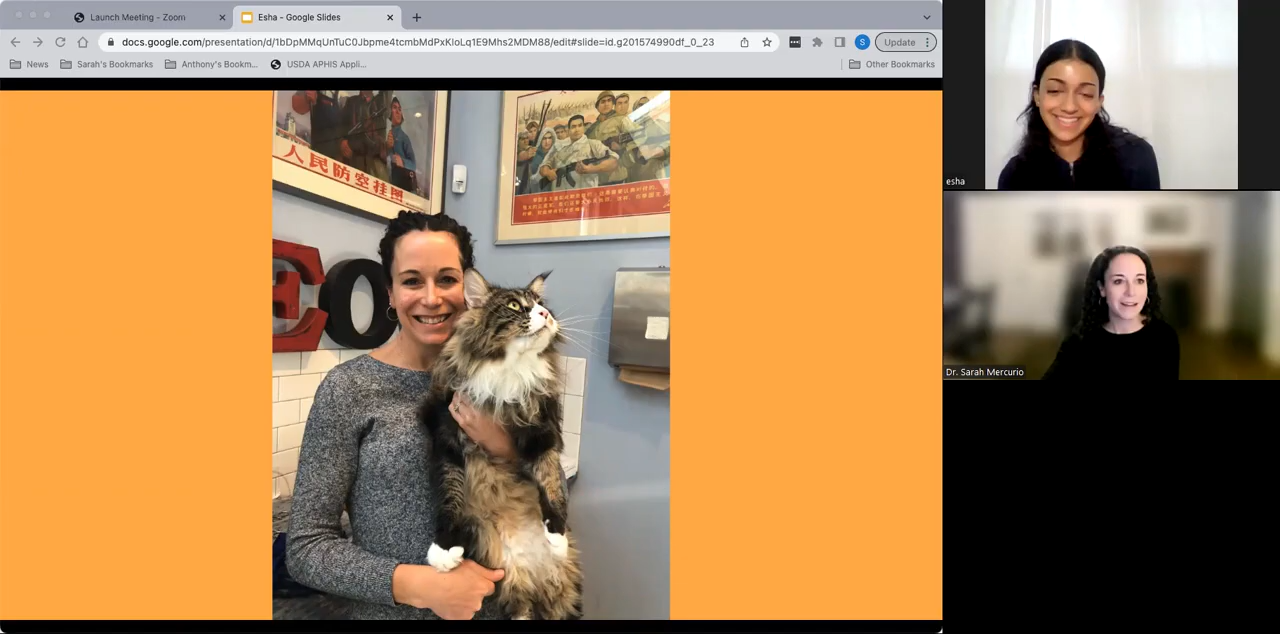 Launch Meeting - Zoom
Esha - Google Slides
docs.google.com/presentation/d/1bDpMMqUnTuC0Jbpme4tcmbMdPxKloLq1E9Mhs2MDM88/edit#slide=id.g201574990df_0_23
S
Update
News
Sarah's Bookmarks
Anthony's Bookm...
USDA APHIS Appli...
Other Bookmarks
人民防空挂图
EO
esha
Dr. Sarah Mercurio